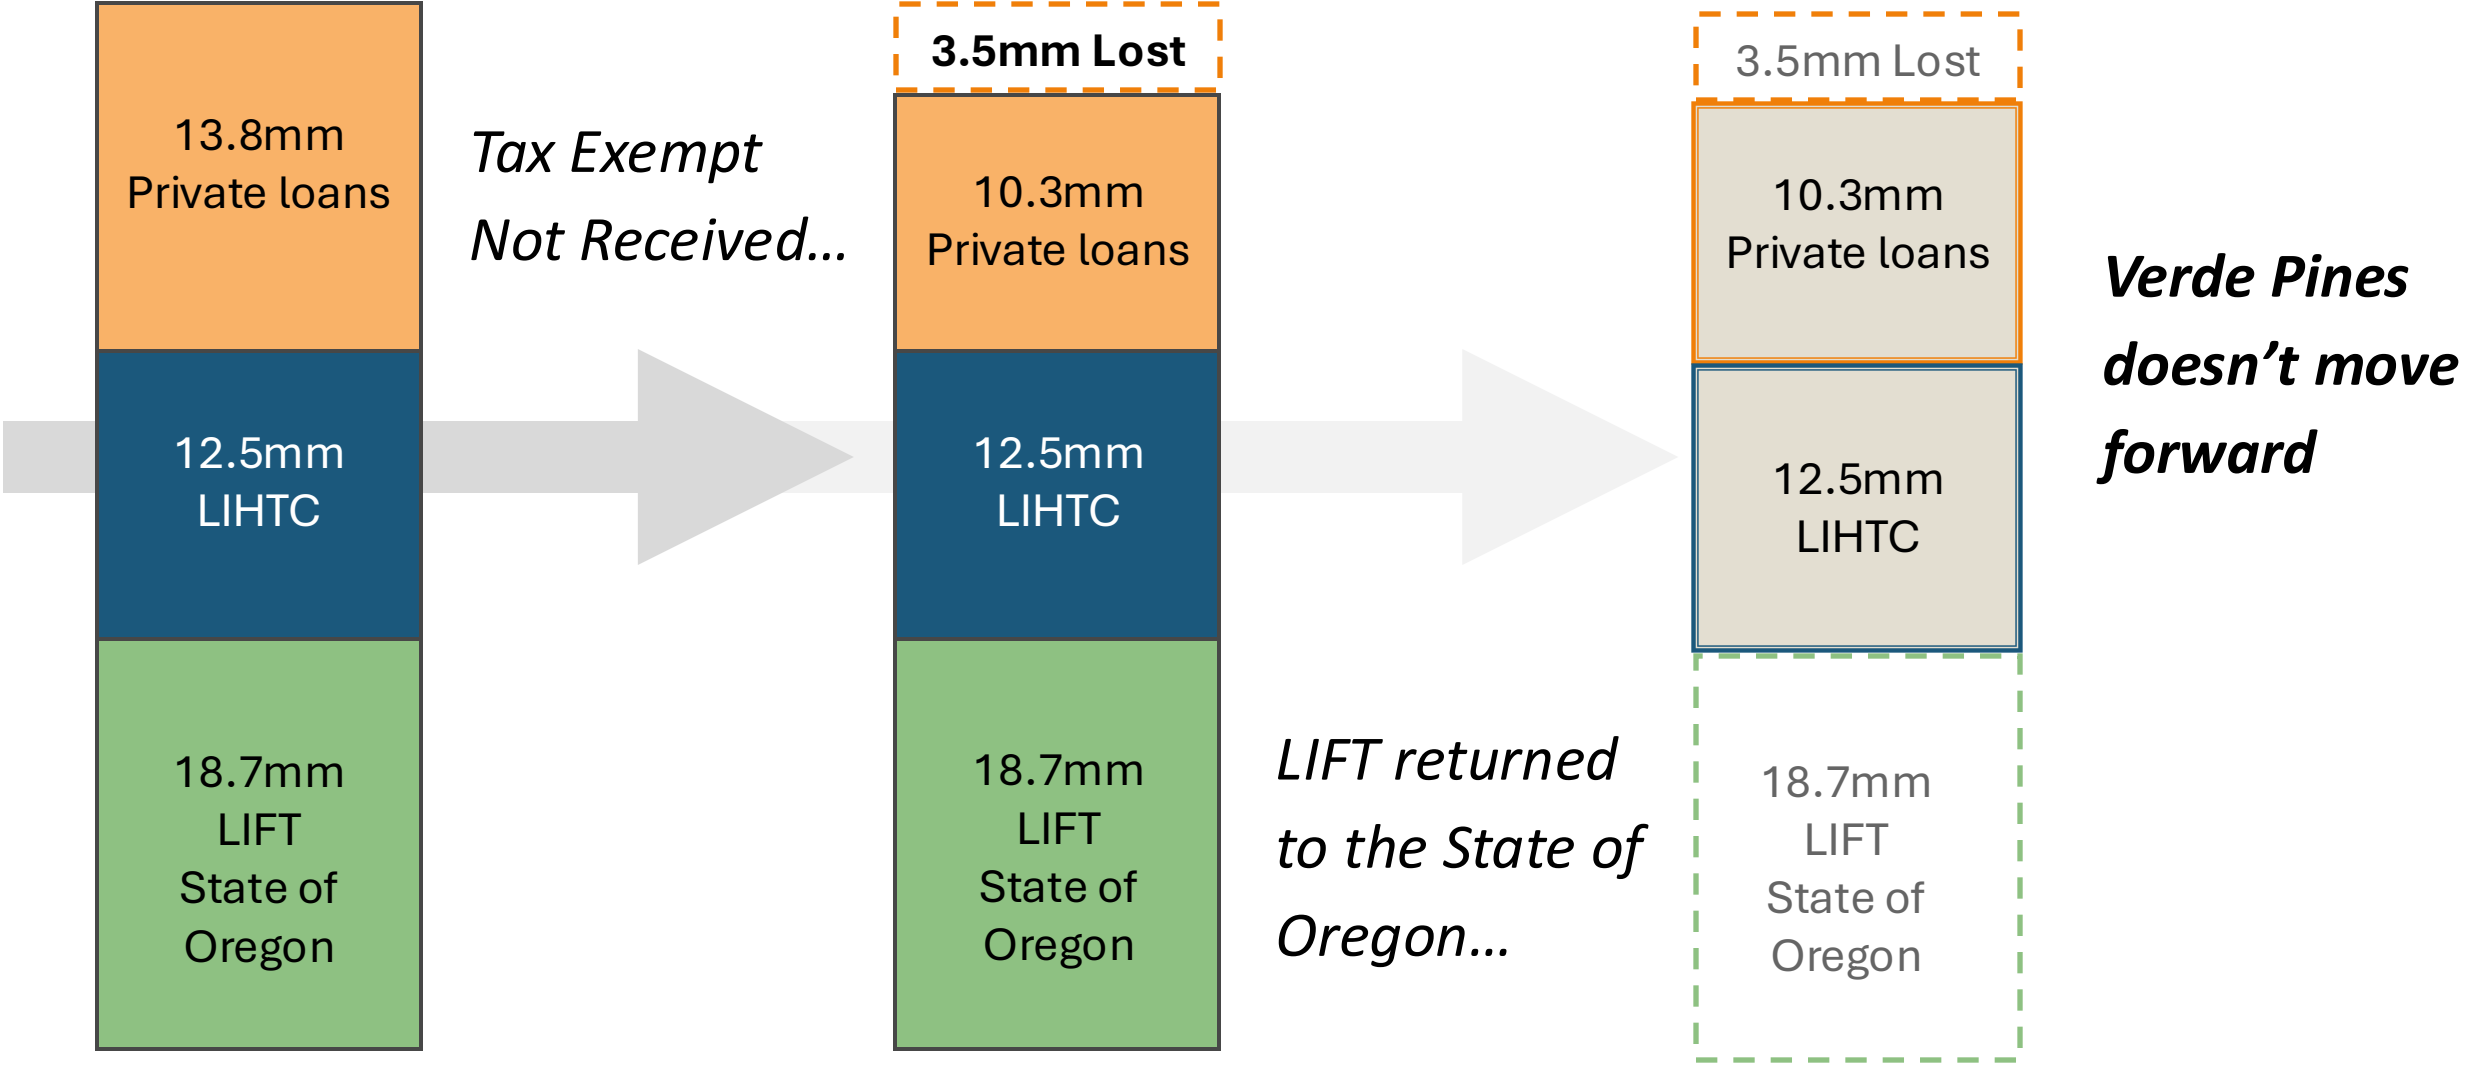 13.8mm
Private loans
12.5mm
LIHTC
18.7mm
LIFT
State of
Oregon
Tax Exempt
Not Received…
3.5mm Lost
10.3mm
Private loans
12.5mm
LIHTC
18.7mm
LIFT
State of
Oregon
LIFT returned
to the State of
Oregon…
3.5mm Lost
10.3mm
Private loans
12.5mm
LIHTC
18.7mm
LIFT
State of
Oregon
Verde Pines
doesn’t move
forward